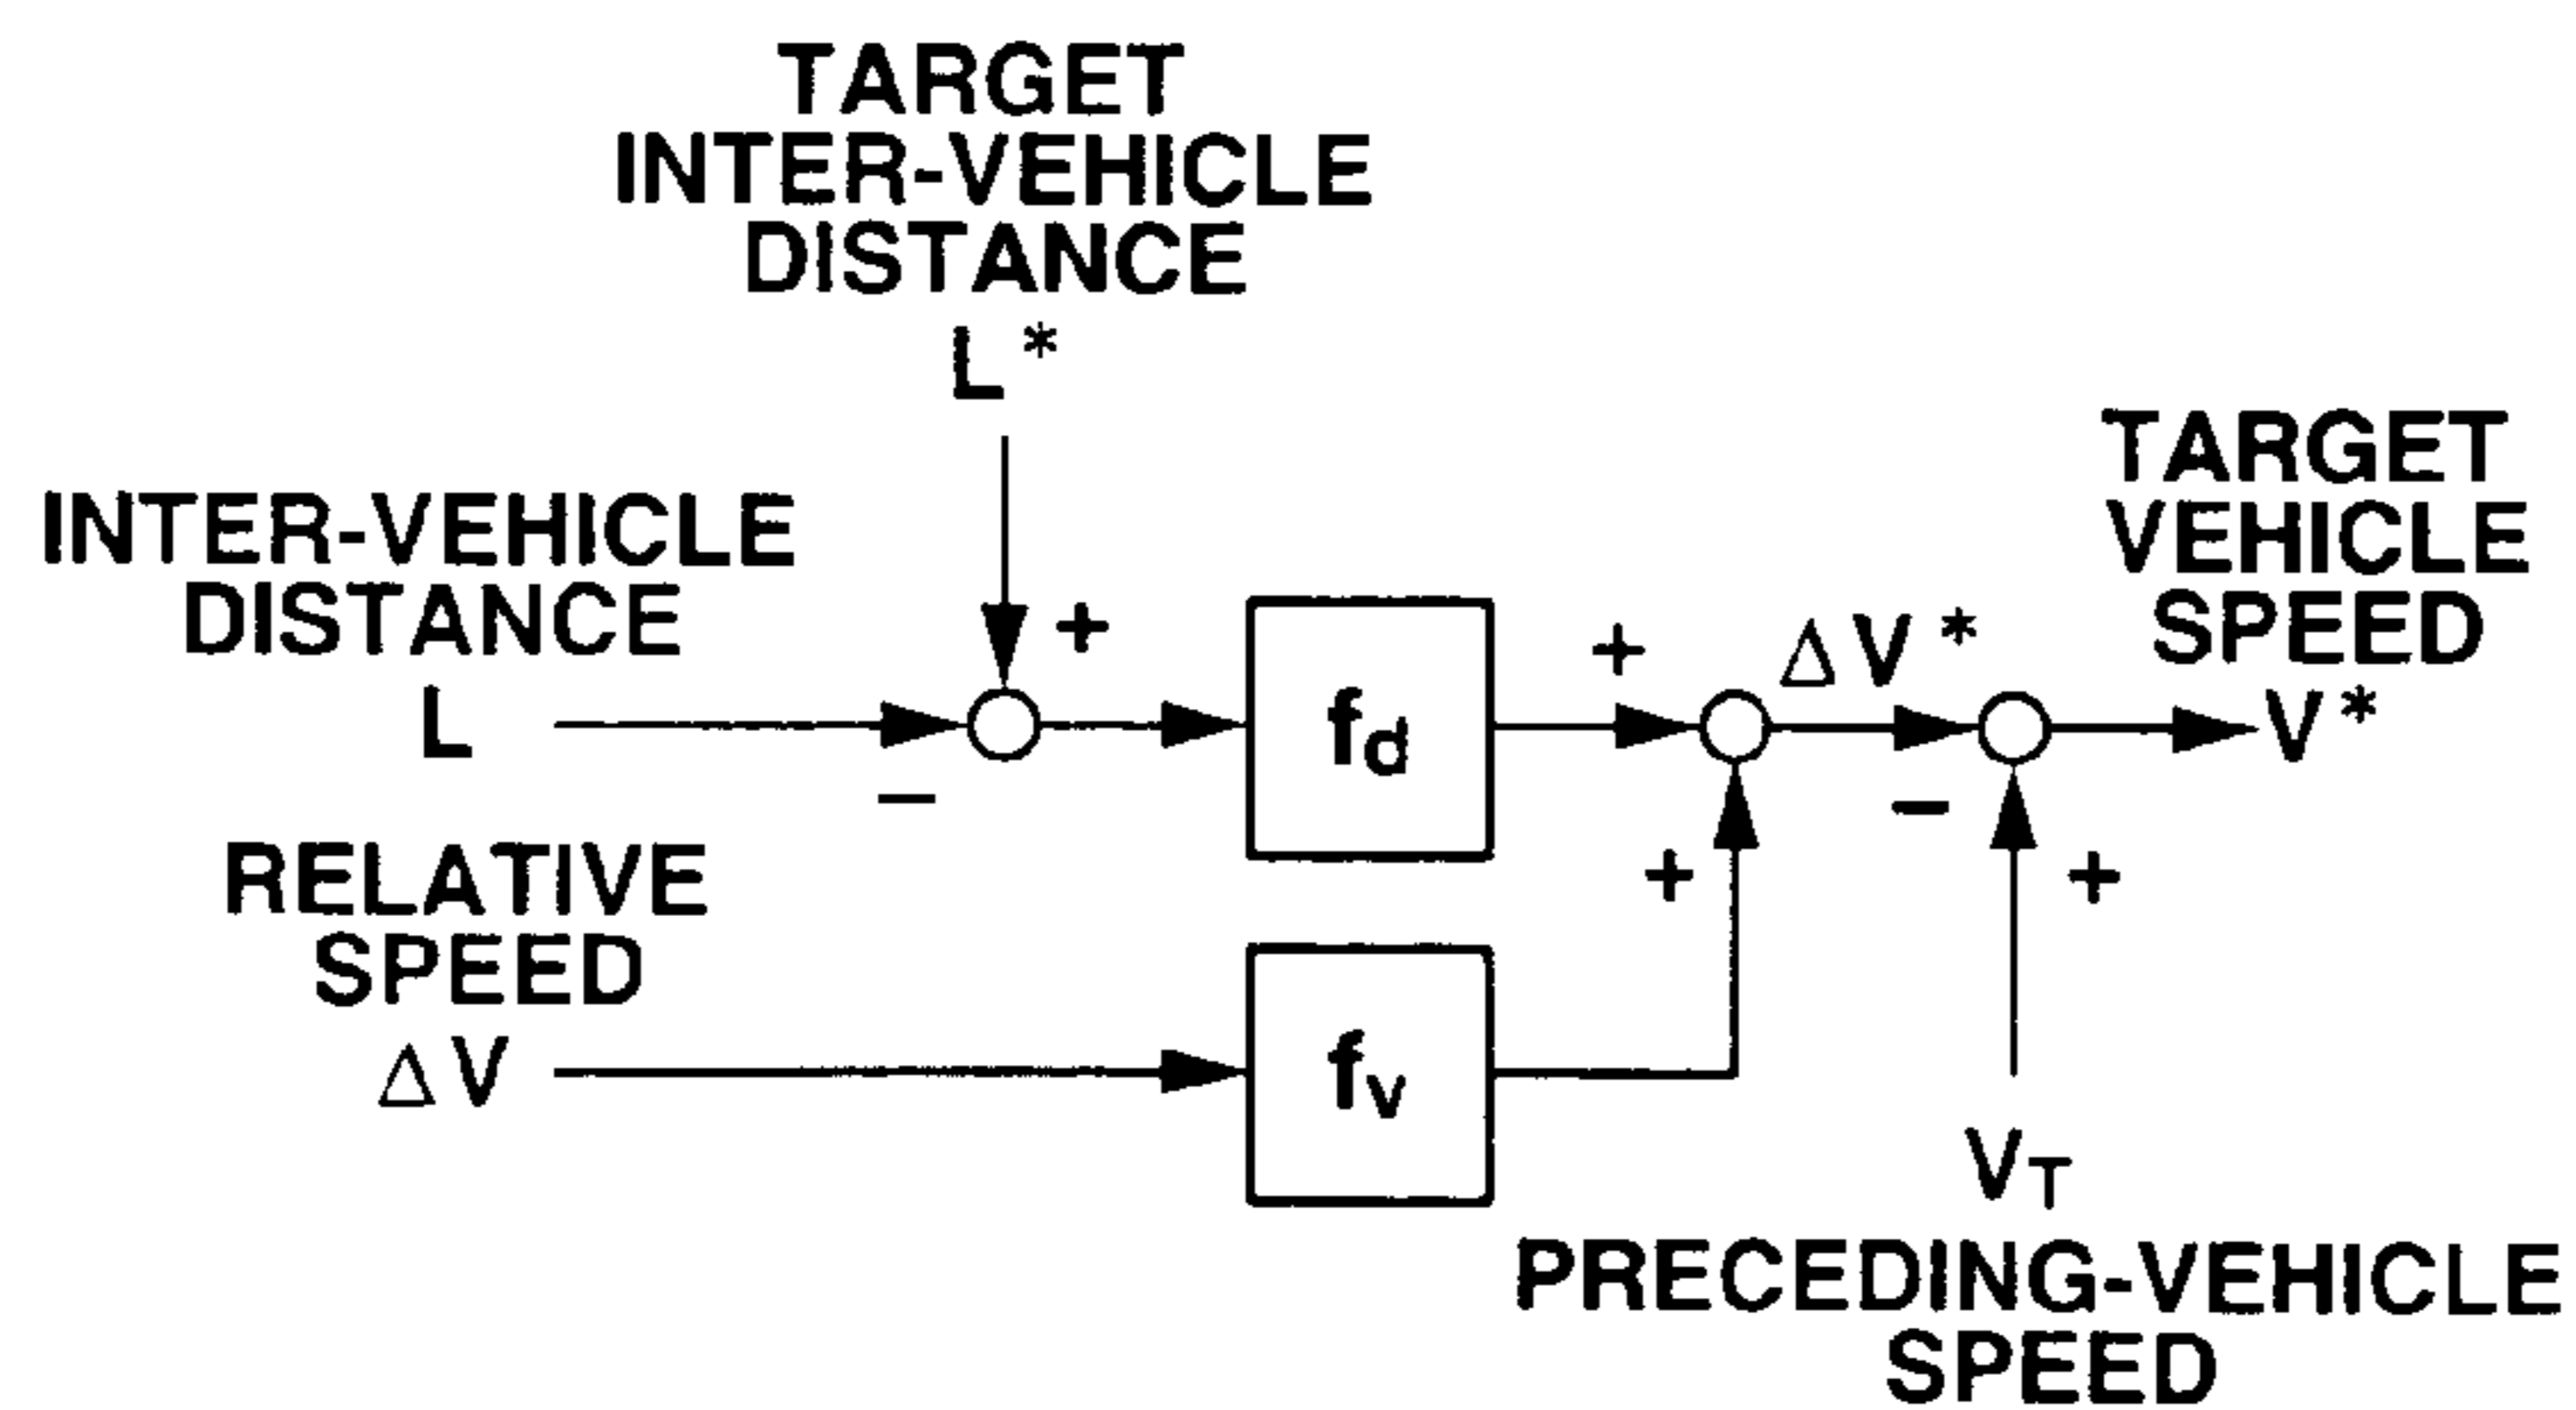 TARGET
INTER-VEHICLE
DISTANCE
L*
INTER-VEHICLE
DISTANCE
L
+
−
fd
+
ΔV*
TARGET
VEHICLE
SPEED
V*
RELATIVE
SPEED
ΔV
fv
+
−
+
VT
PRECEDING-VEHICLE
SPEED